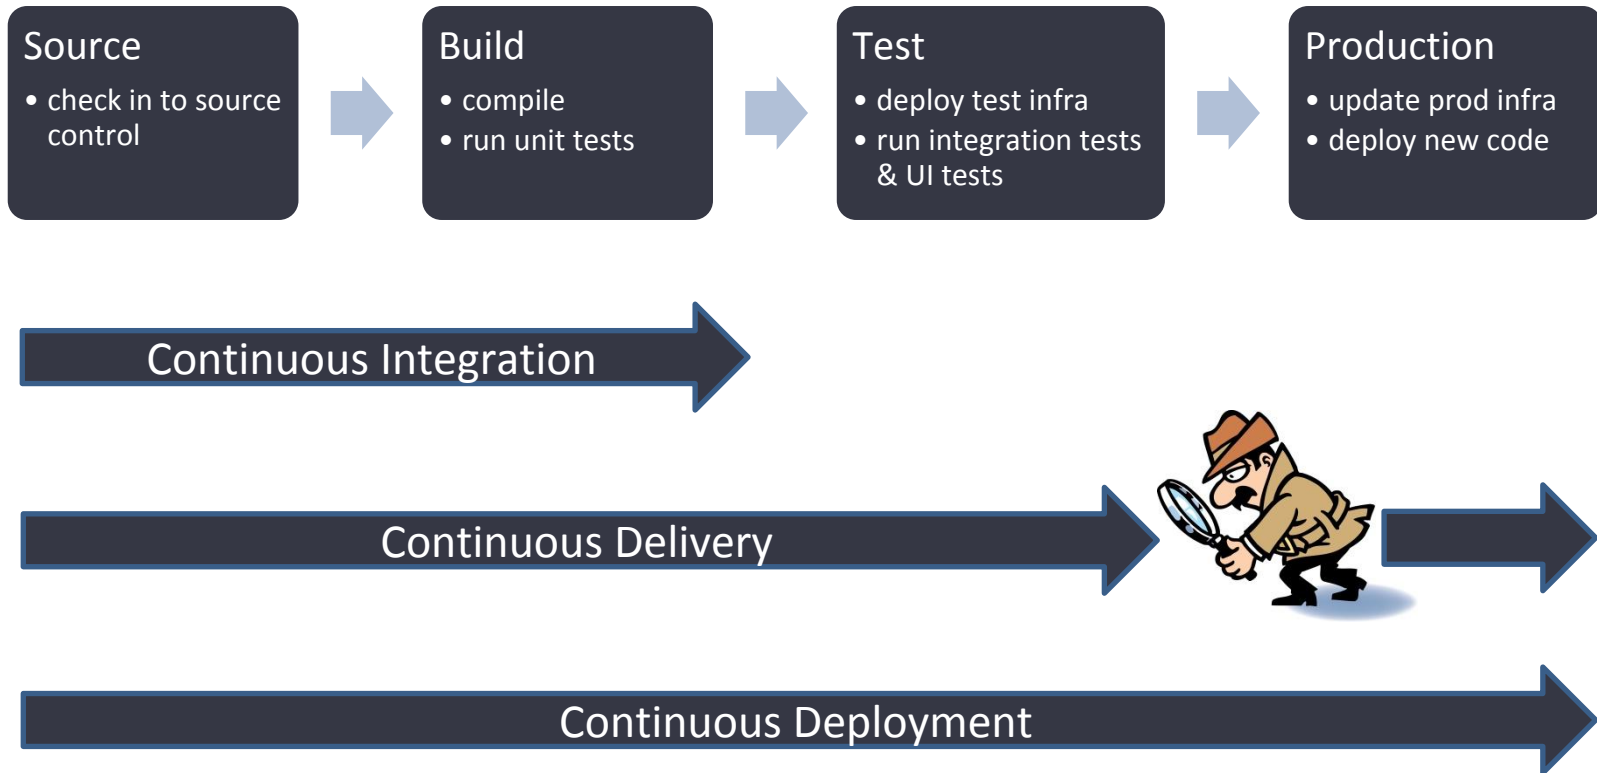 Source
• check in to source
control
Build
• compile
• run unit tests
Test
• deploy test infra
• run integration tests
& UI tests
Production
• update prod infra
• deploy new code
Continuous Integration
Continuous Delivery
Continuous Deployment